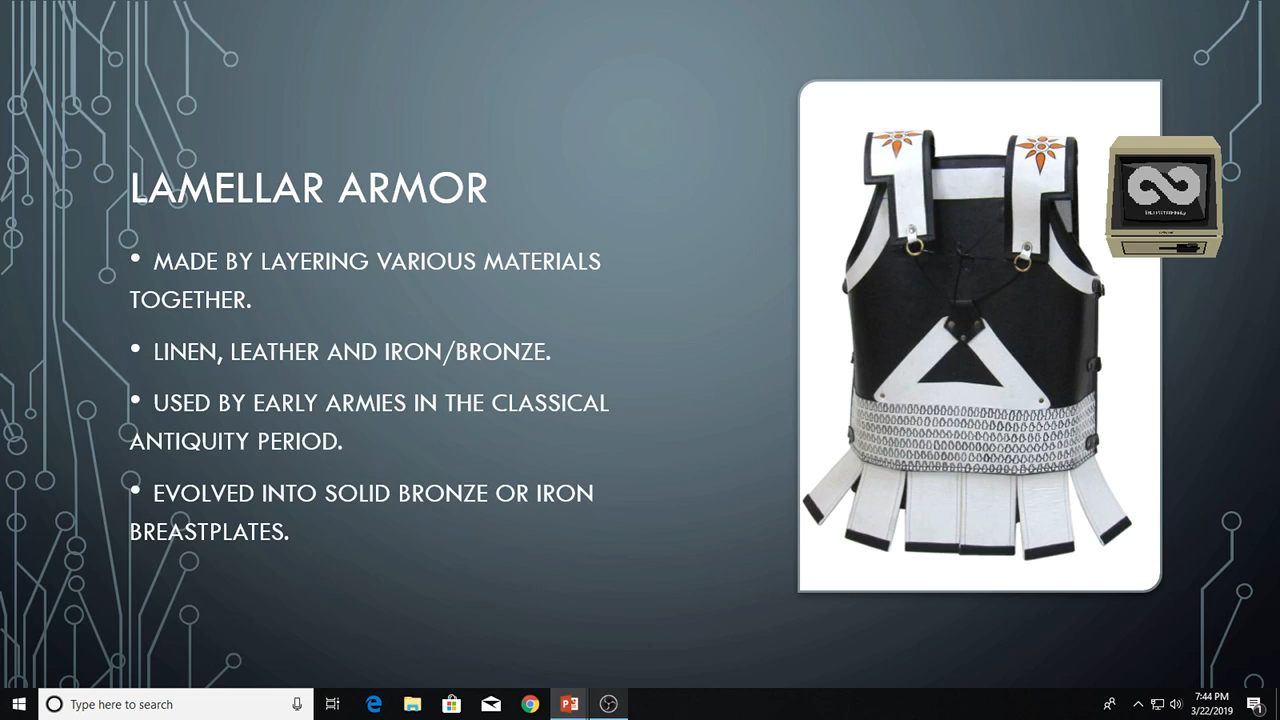 LAMELLAR ARMOR
• MADE BY LAYERING VARIOUS MATERIALS
TOGETHER.
• LINEN, LEATHER AND IRON/BRONZE.
• USED BY EARLY ARMIES IN THE CLASSICAL
ANTIQUITY PERIOD.
• EVOLVED INTO SOLID BRONZE OR IRON
BREASTPLATES.
Type here to search
7:44 PM
3/22/2019
1